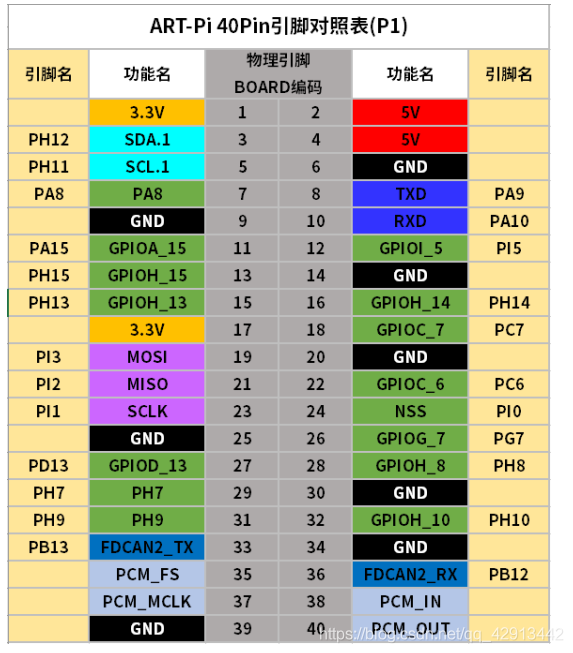 ART-Pi 40Pin引脚对照表(P1)
引脚名 功能名 物理引脚 BOARD编码 功能名 引脚名
3.3V 1 2 5V
PH12 SDA.1 3 4 5V
PH11 SCL.1 5 6 GND
PA8 PA8 7 8 TXD PA9
GND 9 10 RXD PA10
PA15 GPIOA_15 11 12 GPIOI_5 PI5
PH15 GPIOH_15 13 14 GND
PH13 GPIOH_13 15 16 GPIOH_14 PH14
3.3V 17 18 GPIOC_7 PC7
PI3 MOSI 19 20 GND
PI2 MISO 21 22 GPIOC_6 PC6
PI1 SCLK 23 24 NSS PI0
GND 25 26 GPIOG_7 PG7
PD13 GPIOD_13 27 28 GPIOH_8 PH8
PH7 PH7 29 30 GND
PH9 PH9 31 32 GPIOH_10 PH10
PB13 FDCAN2_TX 33 34 GND
PCM_FS 35 36 FDCAN2_RX PB12
PCM_MCLK 37 38 PCM_IN
GND 39 40 PCM_OUT
https://blog.csdn.net/qq_42913442